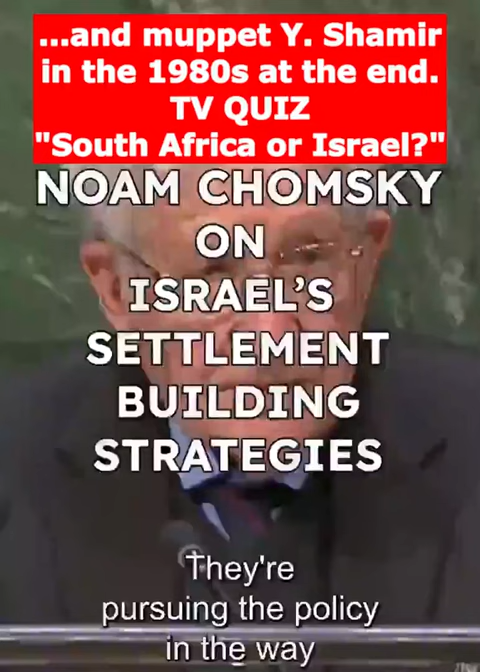 ...and muppet Y. Shamir
in the 1980s at the end.
TV QUIZ
"South Africa or Israel?"
NOAM CHOMSKY
ON
ISRAEL'S
SETTLEMENT
BUILDING
STRATEGIES
They're
pursuing the policy
in the way